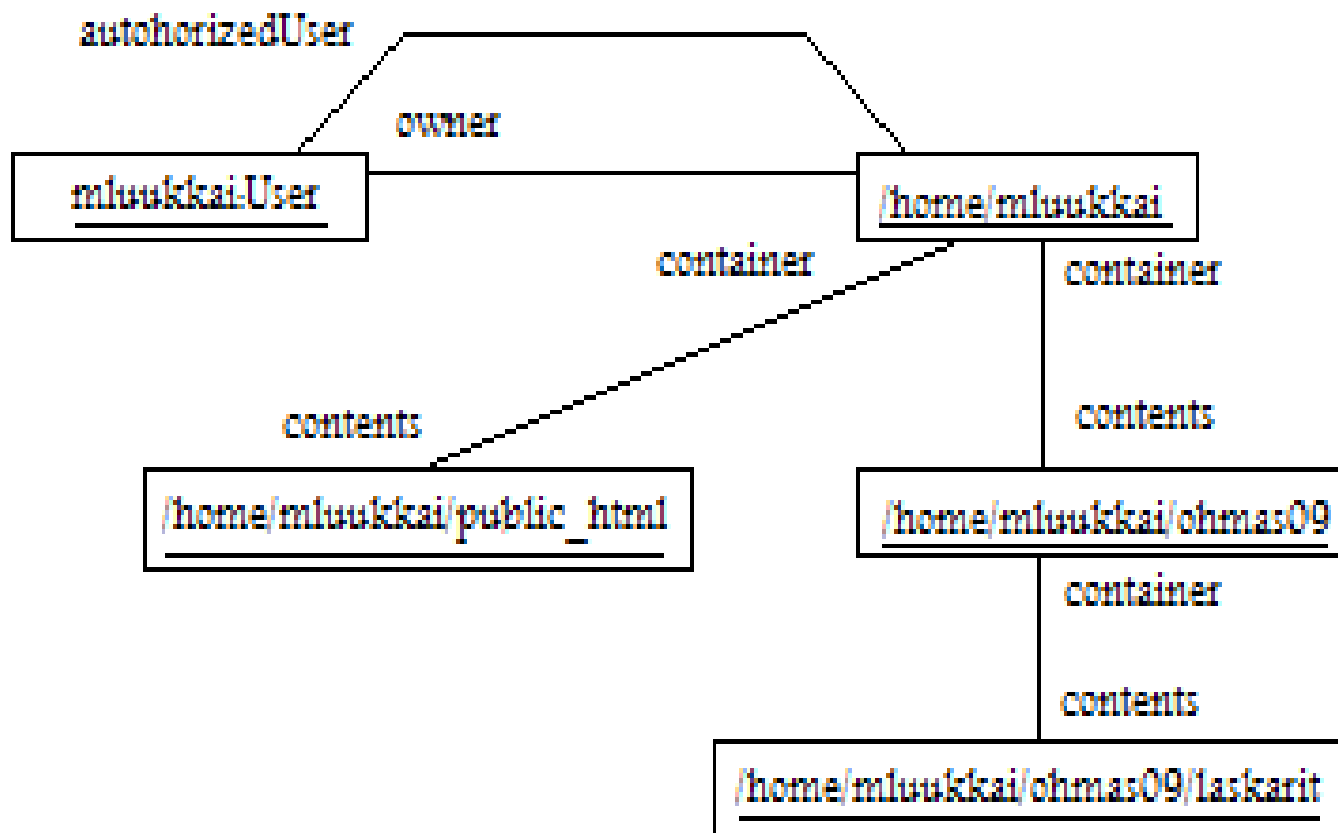 autohorizedUser
owner
mluukkai:User
/home/mluukkai
container
container
contents
contents
/home/mluukkai/public_html
/home/mluukkai/ohmas09
container
contents
/home/mluukkai/ohmas09/laskarit